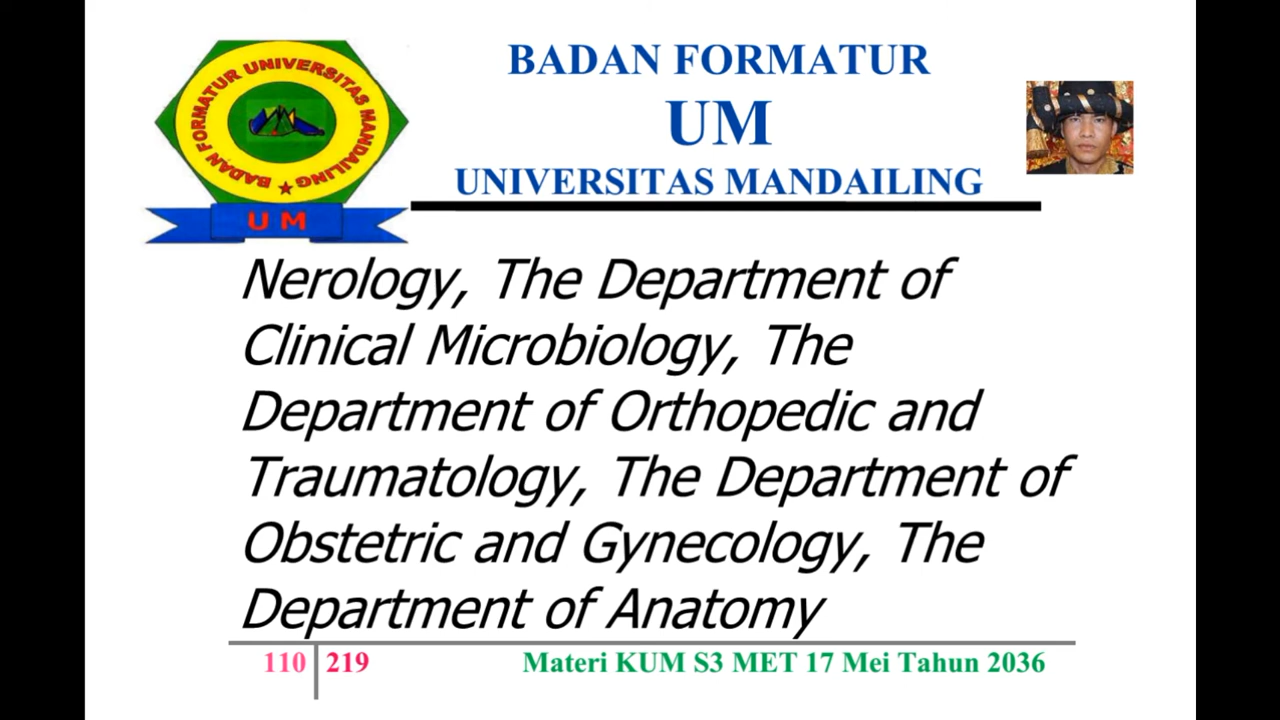 BADAN FORMATUR UNIVERSITAS MANDAILING
U M
BADAN FORMATUR
UM
UNIVERSITAS MANDAILING
Nerology, The Department of
Clinical Microbiology, The
Department of Orthopedic and
Traumatology, The Department of
Obstetric and Gynecology, The
Department of Anatomy
110 219
Materi KUM S3 MET 17 Mei Tahun 2036